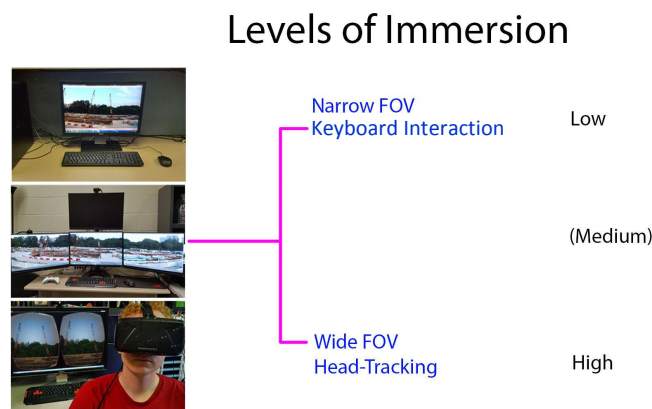 Levels of Immersion
Narrow FOV
Keyboard Interaction
Low
(Medium)
Wide FOV
Head-Tracking
High